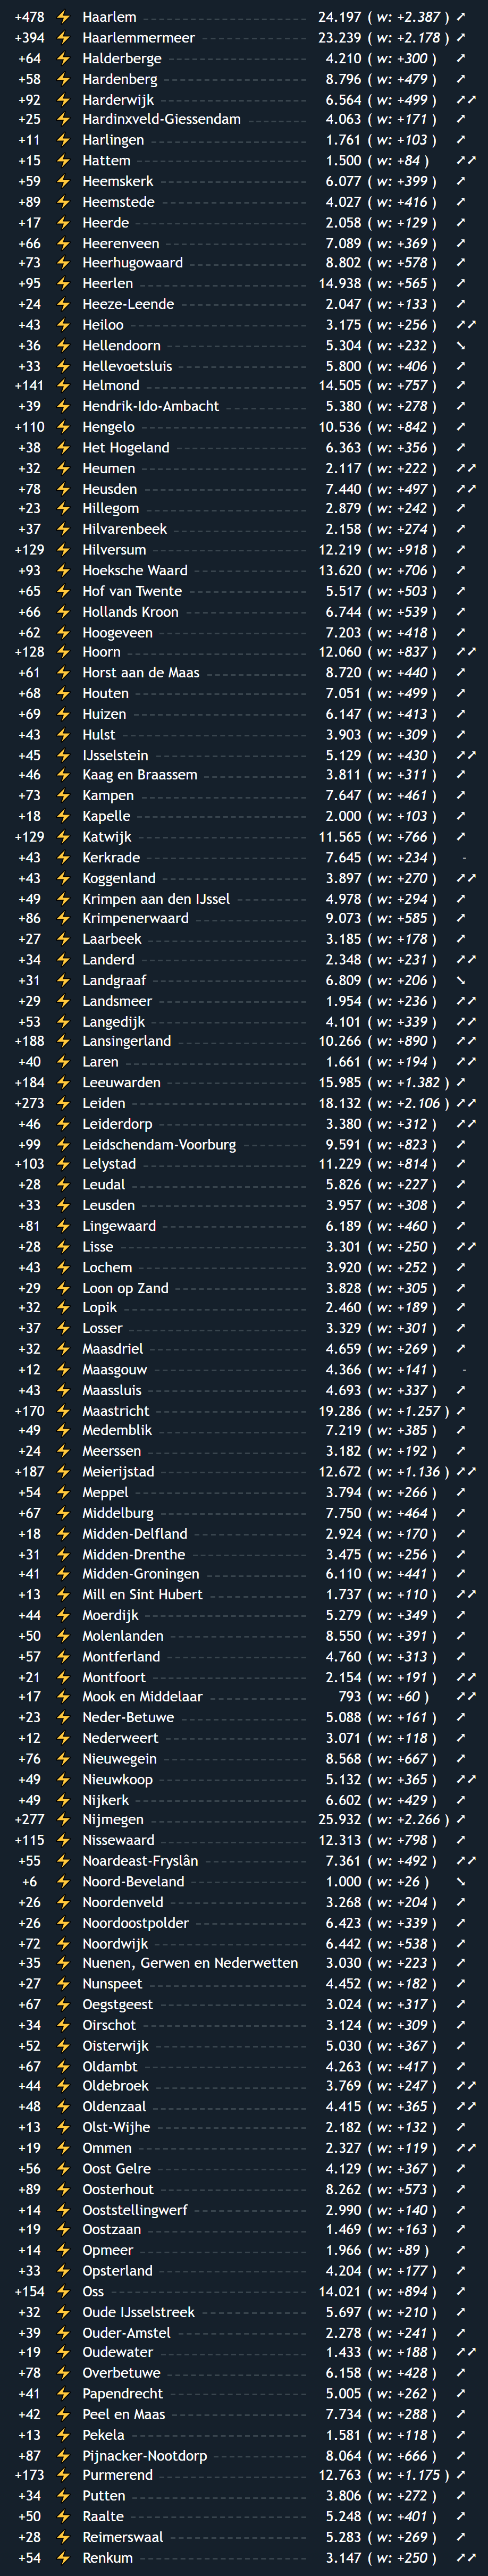 +478 ⚡ Haarlem 24.197 ( w: +2.387 ) ➚
+394 ⚡ Haarlemmermeer 23.239 ( w: +2.178 ) ➚
+64 ⚡ Halderberge 4.210 ( w: +300 ) ➚
+58 ⚡ Hardenberg 8.796 ( w: +479 ) ➚
+92 ⚡ Harderwijk 6.564 ( w: +499 ) ➚➚
+25 ⚡ Hardinxveld-Giessendam 4.063 ( w: +171 ) ➚
+11 ⚡ Harlingen 1.761 ( w: +103 ) ➚
+15 ⚡ Hattem 1.500 ( w: +84 ) ➚➚
+59 ⚡ Heemskerk 6.077 ( w: +399 ) ➚
+89 ⚡ Heemstede 4.027 ( w: +416 ) ➚
+17 ⚡ Heerde 2.058 ( w: +129 ) ➚
+66 ⚡ Heerenveen 7.089 ( w: +369 ) ➚
+73 ⚡ Heerhugowaard 8.802 ( w: +578 ) ➚
+95 ⚡ Heerlen 14.938 ( w: +565 ) ➚
+24 ⚡ Heeze-Leende 2.047 ( w: +133 ) ➚
+43 ⚡ Heiloo 3.175 ( w: +256 ) ➚➚
+36 ⚡ Hellendoorn 5.304 ( w: +232 ) ➘
+33 ⚡ Hellevoetsluis 5.800 ( w: +406 ) ➚
+141 ⚡ Helmond 14.505 ( w: +757 ) ➚
+39 ⚡ Hendrik-Ido-Ambacht 5.380 ( w: +278 ) ➚
+110 ⚡ Hengelo 10.536 ( w: +842 ) ➚
+38 ⚡ Het Hogeland 6.363 ( w: +356 ) ➚
+32 ⚡ Heumen 2.117 ( w: +222 ) ➚➚
+78 ⚡ Heusden 7.440 ( w: +497 ) ➚➚
+23 ⚡ Hillegom 2.879 ( w: +242 ) ➚
+37 ⚡ Hilvarenbeek 2.158 ( w: +274 ) ➚
+129 ⚡ Hilversum 12.219 ( w: +918 ) ➚
+93 ⚡ Hoeksche Waard 13.620 ( w: +706 ) ➚
+65 ⚡ Hof van Twente 5.517 ( w: +503 ) ➚
+66 ⚡ Hollands Kroon 6.744 ( w: +539 ) ➚
+62 ⚡ Hoogeveen 7.203 ( w: +418 ) ➚
+128 ⚡ Hoorn 12.060 ( w: +837 ) ➚➚
+61 ⚡ Horst aan de Maas 8.720 ( w: +440 ) ➚
+68 ⚡ Houten 7.051 ( w: +499 ) ➚
+69 ⚡ Huizen 6.147 ( w: +413 ) ➚
+43 ⚡ Hulst 3.903 ( w: +309 ) ➚
+45 ⚡ IJsselstein 5.129 ( w: +430 ) ➚➚
+46 ⚡ Kaag en Braassem 3.811 ( w: +311 ) ➚
+73 ⚡ Kampen 7.647 ( w: +461 ) ➚
+18 ⚡ Kapelle 2.000 ( w: +103 ) ➚
+129 ⚡ Katwijk 11.565 ( w: +766 ) ➚
+43 ⚡ Kerkrade 7.645 ( w: +234 ) -
+43 ⚡ Koggenland 3.897 ( w: +270 ) ➚➚
+49 ⚡ Krimpen aan den IJssel 4.978 ( w: +294 ) ➚
+86 ⚡ Krimpenerwaard 9.073 ( w: +585 ) ➚
+27 ⚡ Laarbeek 3.185 ( w: +178 ) ➚
+34 ⚡ Landerd 2.348 ( w: +231 ) ➚➚
+31 ⚡ Landgraaf 6.809 ( w: +206 ) ➘
+29 ⚡ Landsmeer 1.954 ( w: +236 ) ➚➚
+53 ⚡ Langedijk 4.101 ( w: +339 ) ➚➚
+188 ⚡ Lansingerland 10.266 ( w: +890 ) ➚➚
+40 ⚡ Laren 1.661 ( w: +194 ) ➚➚
+184 ⚡ Leeuwarden 15.985 ( w: +1.382 ) ➚
+273 ⚡ Leiden 18.132 ( w: +2.106 ) ➚➚
+46 ⚡ Leiderdorp 3.380 ( w: +312 ) ➚➚
+99 ⚡ Leidschendam-Voorburg 9.591 ( w: +823 ) ➚
+103 ⚡ Lelystad 11.229 ( w: +814 ) ➚
+28 ⚡ Leudal 5.826 ( w: +227 ) ➚
+33 ⚡ Leusden 3.957 ( w: +308 ) ➚
+81 ⚡ Lingewaard 6.189 ( w: +460 ) ➚
+28 ⚡ Lisse 3.301 ( w: +250 ) ➚➚
+43 ⚡ Lochem 3.920 ( w: +252 ) ➚
+29 ⚡ Loon op Zand 3.828 ( w: +305 ) ➚
+32 ⚡ Lopik 2.460 ( w: +189 ) ➚
+37 ⚡ Losser 3.329 ( w: +301 ) ➚
+32 ⚡ Maasdriel 4.659 ( w: +269 ) ➚
+12 ⚡ Maasgouw 4.366 ( w: +141 ) -
+43 ⚡ Maassluis 4.693 ( w: +337 ) ➚
+170 ⚡ Maastricht 19.286 ( w: +1.257 ) ➚
+49 ⚡ Medemblik 7.219 ( w: +385 ) ➚
+24 ⚡ Meerssen 3.182 ( w: +192 ) ➚
+187 ⚡ Meierijstad 12.672 ( w: +1.136 ) ➚➚
+54 ⚡ Meppel 3.794 ( w: +266 ) ➚
+67 ⚡ Middelburg 7.750 ( w: +464 ) ➚
+18 ⚡ Midden-Delfland 2.924 ( w: +170 ) ➚
+31 ⚡ Midden-Drenthe 3.475 ( w: +256 ) ➚
+41 ⚡ Midden-Groningen 6.110 ( w: +441 ) ➚
+13 ⚡ Mill en Sint Hubert 1.737 ( w: +110 ) ➚➚
+44 ⚡ Moerdijk 5.279 ( w: +349 ) ➚
+50 ⚡ Molenlanden 8.550 ( w: +391 ) ➚
+57 ⚡ Montferland 4.760 ( w: +313 ) ➚
+21 ⚡ Montfoort 2.154 ( w: +191 ) ➚➚
+17 ⚡ Mook en Middelaar 793 ( w: +60 ) ➚➚
+23 ⚡ Neder-Betuwe 5.088 ( w: +161 ) ➚
+12 ⚡ Nederweert 3.071 ( w: +118 ) ➚
+76 ⚡ Nieuwegein 8.568 ( w: +667 ) ➚
+49 ⚡ Nieuwkoop 5.132 ( w: +365 ) ➚➚
+49 ⚡ Nijkerk 6.602 ( w: +429 ) ➚
+277 ⚡ Nijmegen 25.932 ( w: +2.266 ) ➚
+115 ⚡ Nissewaard 12.313 ( w: +798 ) ➚
+55 ⚡ Noardeast-Fryslân 7.361 ( w: +492 ) ➚➚
+6 ⚡ Noord-Beveland 1.000 ( w: +26 ) ➘
+26 ⚡ Noordenveld 3.268 ( w: +204 ) ➚
+26 ⚡ Noordoostpolder 6.423 ( w: +339 ) ➚
+72 ⚡ Noordwijk 6.442 ( w: +538 ) ➚
+35 ⚡ Nuenen, Gerwen en Nederwetten 3.030 ( w: +223 ) ➚
+27 ⚡ Nunspeet 4.452 ( w: +182 ) ➚
+67 ⚡ Oegstgeest 3.024 ( w: +317 ) ➚
+34 ⚡ Oirschot 3.124 ( w: +309 ) ➚
+52 ⚡ Oisterwijk 5.030 ( w: +367 ) ➚
+67 ⚡ Oldambt 4.263 ( w: +417 ) ➚
+44 ⚡ Oldebroek 3.769 ( w: +247 ) ➚➚
+48 ⚡ Oldenzaal 4.415 ( w: +365 ) ➚➚
+13 ⚡ Olst-Wijhe 2.182 ( w: +132 ) ➚
+19 ⚡ Ommen 2.327 ( w: +119 ) ➚➚
+56 ⚡ Oost Gelre 4.129 ( w: +367 ) ➚
+89 ⚡ Oosterhout 8.262 ( w: +573 ) ➚
+14 ⚡ Ooststellingwerf 2.990 ( w: +140 ) ➚
+19 ⚡ Oostzaan 1.469 ( w: +163 ) ➚
+14 ⚡ Opmeer 1.966 ( w: +89 ) ➚
+33 ⚡ Opsterland 4.204 ( w: +177 ) ➚
+154 ⚡ Oss 14.021 ( w: +894 ) ➚
+32 ⚡ Oude IJsselstreek 5.697 ( w: +210 ) ➚
+39 ⚡ Ouder-Amstel 2.278 ( w: +241 ) ➚
+19 ⚡ Oudewater 1.433 ( w: +188 ) ➚➚
+78 ⚡ Overbetuwe 6.158 ( w: +428 ) ➚
+41 ⚡ Papendrecht 5.005 ( w: +262 ) ➚
+42 ⚡ Peel en Maas 7.734 ( w: +288 ) ➚
+13 ⚡ Pekela 1.581 ( w: +118 ) ➚
+87 ⚡ Pijnacker-Nootdorp 8.064 ( w: +666 ) ➚
+173 ⚡ Purmerend 12.763 ( w: +1.175 ) ➚
+34 ⚡ Putten 3.806 ( w: +272 ) ➚
+50 ⚡ Raalte 5.248 ( w: +401 ) ➚
+28 ⚡ Reimerswaal 5.283 ( w: +269 ) ➚
+54 ⚡ Renkum 3.147 ( w: +250 ) ➚➚